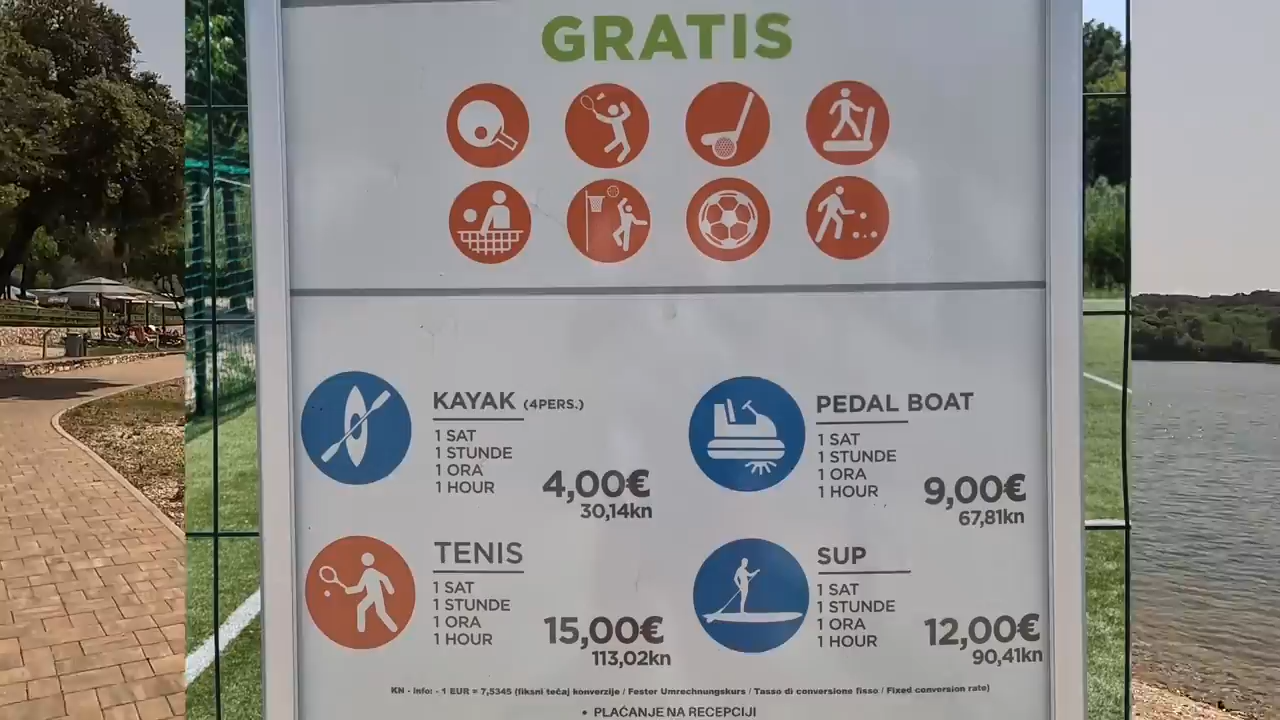 GRATIS
KAYAK (4PERS.)
1 SAT
1 STUNDE
1 ORA
1 HOUR
4,00€
30,14kn
PEDAL BOAT
1 SAT
1 STUNDE
1 ORA
1 HOUR
9,00€
67,81kn
TENIS
1 SAT
1 STUNDE
1 ORA
1 HOUR
15,00€
113,02kn
SUP
1 SAT
1 STUNDE
1 ORA
1 HOUR
12,00€
90,41kn
KN - info: - 1 EUR = 7,5345 (fiksni tečaj konverzije / Fester Umrechnungskurs / Tasso di conversione fisso / Fixed conversion rate)
• PLAĆANJE NA RECEPCIJI